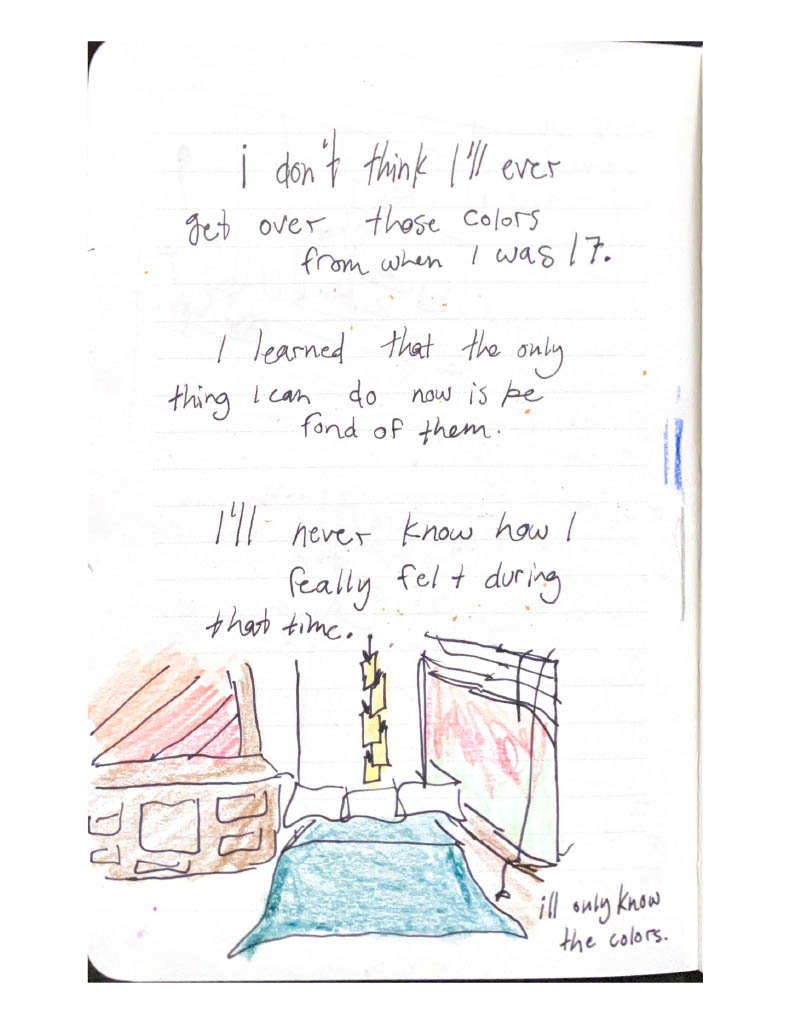 i don't think I'll ever
get over those colors
from when I was 17.
I learned that the only
thing I can do now is be
fond of them.
I'll never know how I
really felt during
that time.
ill only know
the colors.